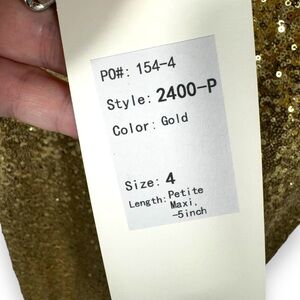 PO#: 154-4
Style: 2400-P
Color: Gold
Size: 4
Length: Petite
Maxi,
-5inch